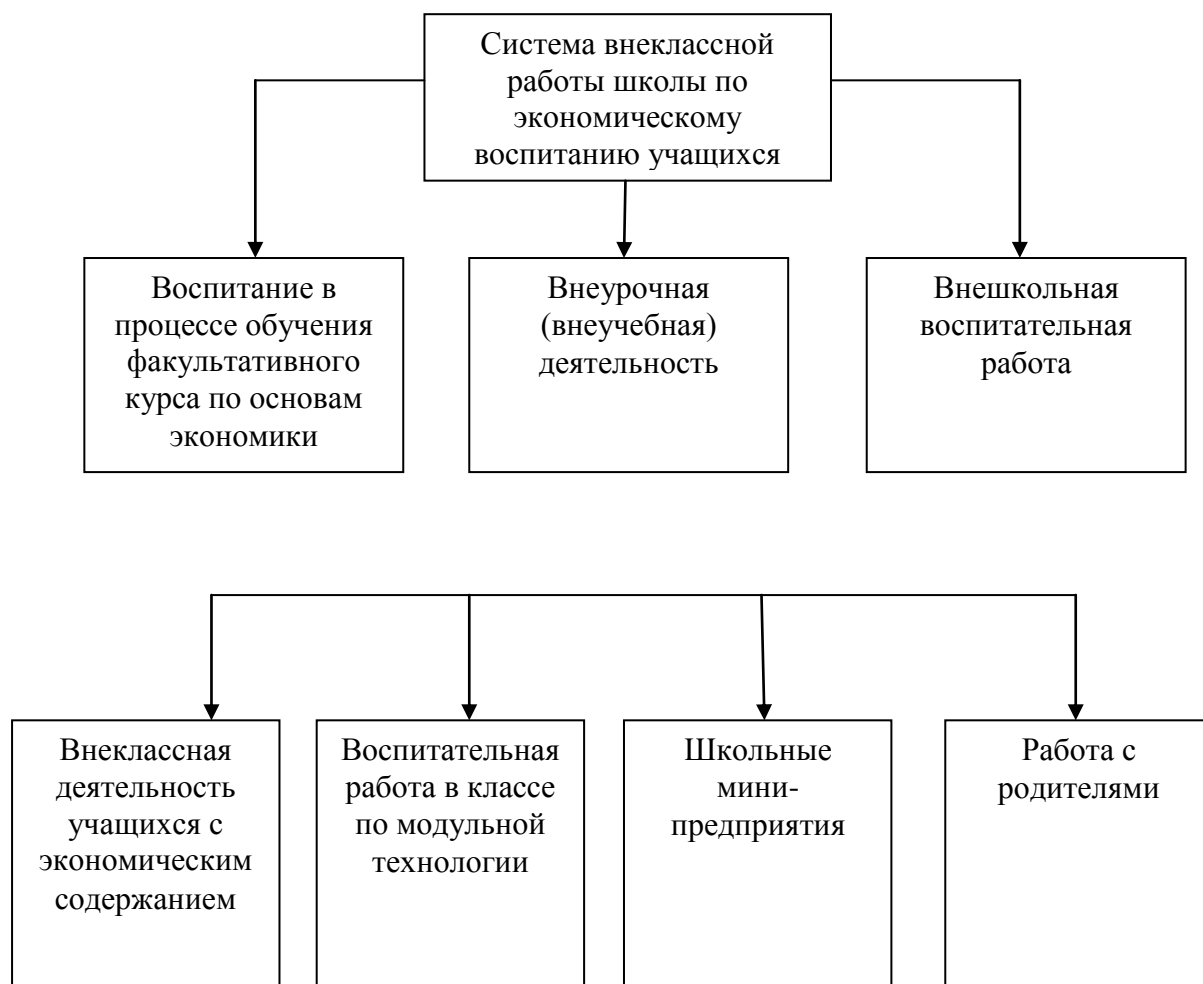 Система внеклассной
работы школы по
экономическому
воспитанию учащихся
Воспитание в
процессе обучения
факультативного
курса по основам
экономики
Внеурочная
(внеучебная)
деятельность
Внешкольная
воспитательная
работа
Внеклассная
деятельность
учащихся с
экономическим
содержанием
Воспитательная
работа в классе
по модульной
технологии
Школьные
мини-
предприятия
Работа с
родителями